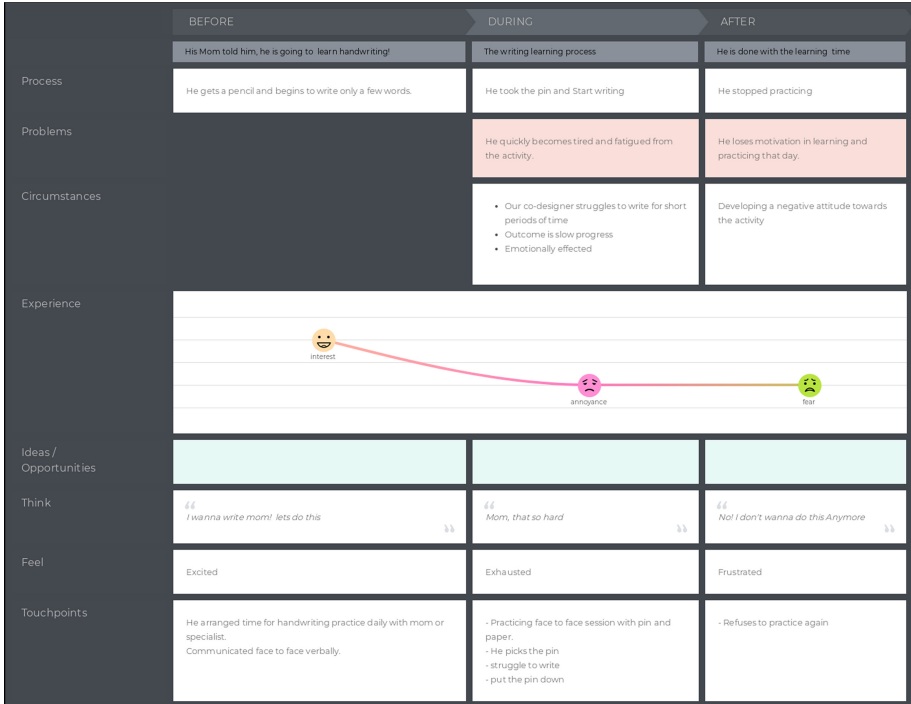 BEFORE
DURING
AFTER
His Mom told him, he is going to learn handwriting!
The writing learning process
He is done with the learning time
Process
He gets a pencil and begins to write only a few words.
He took the pin and Start writing
He stopped practicing
Problems
He quickly becomes tired and fatigued from
the activity.
He loses motivation in learning and
practicing that day.
Circumstances
• Our co-designer struggles to write for short
periods of time
• Outcome is slow progress
• Emotionally effected
Developing a negative attitude towards
the activity
Experience
interest
annoyance
fear
Ideas /
Opportunities
Think
“ I wanna write mom! lets do this ”
“ Mom, that so hard ”
“ No! I don't wanna do this Anymore ”
Feel
Excited
Exhausted
Frustrated
Touchpoints
He arranged time for handwriting practice daily with mom or
specialist.
Communicated face to face verbally.
- Practicing face to face session with pin and
paper.
- He picks the pin
- struggle to write
- put the pin down
- Refuses to practice again